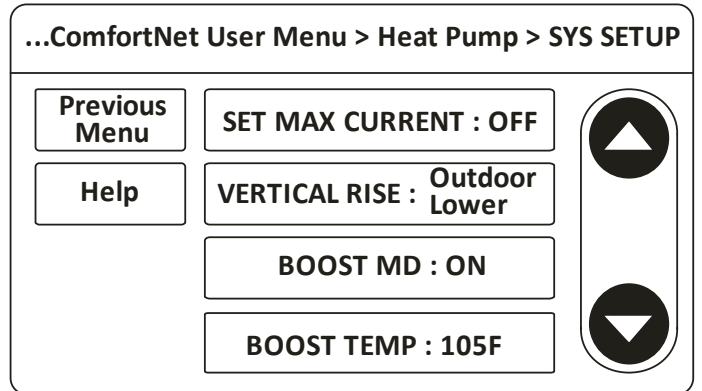 ...ComfortNet User Menu > Heat Pump > SYS SETUP
Previous
Menu
SET MAX CURRENT : OFF
Help
VERTICAL RISE : Outdoor
Lower
BOOST MD : ON
BOOST TEMP : 105F